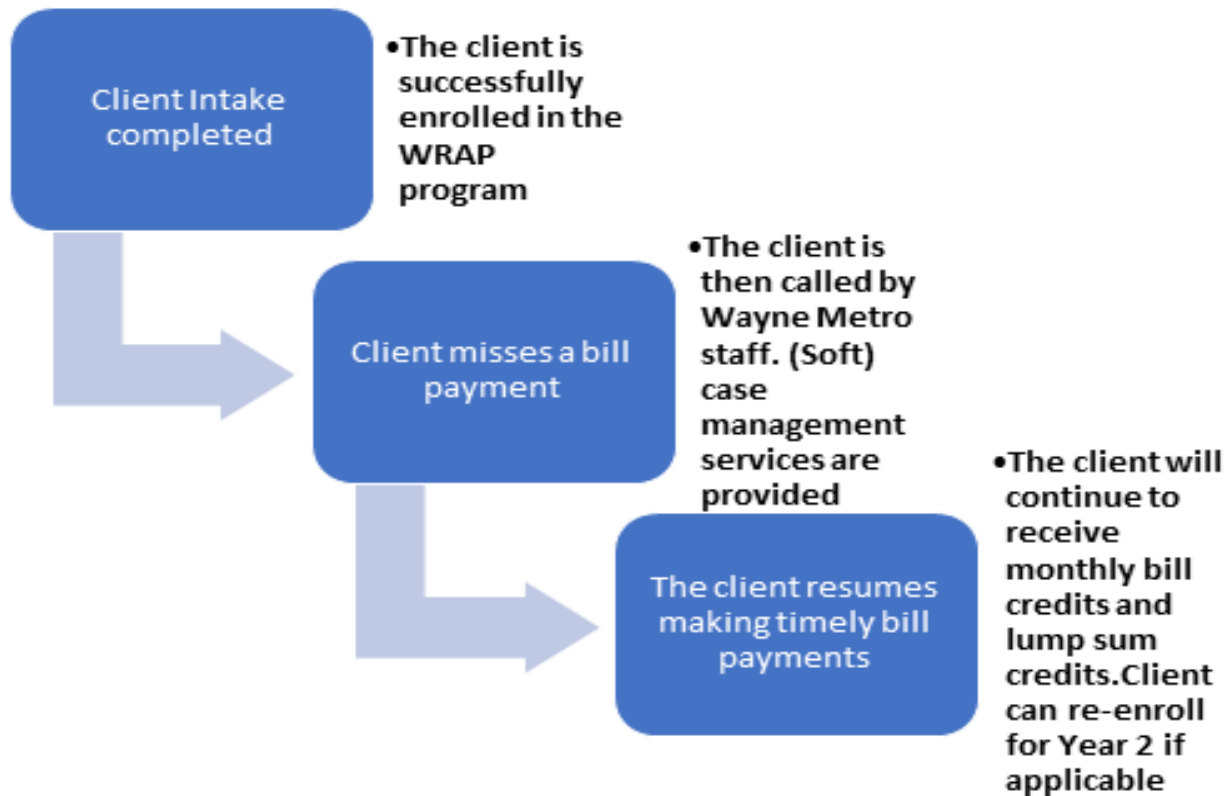 Client Intake
completed
•The client is
successfully
enrolled in the
WRAP
program
Client misses a bill
payment
•The client is
then called by
Wayne Metro
staff. (Soft)
case
management
services are
provided
The client resumes
making timely bill
payments
•The client will
continue to
receive
monthly bill
credits and
lump sum
credits.Client
can re-enroll
for Year 2 if
applicable